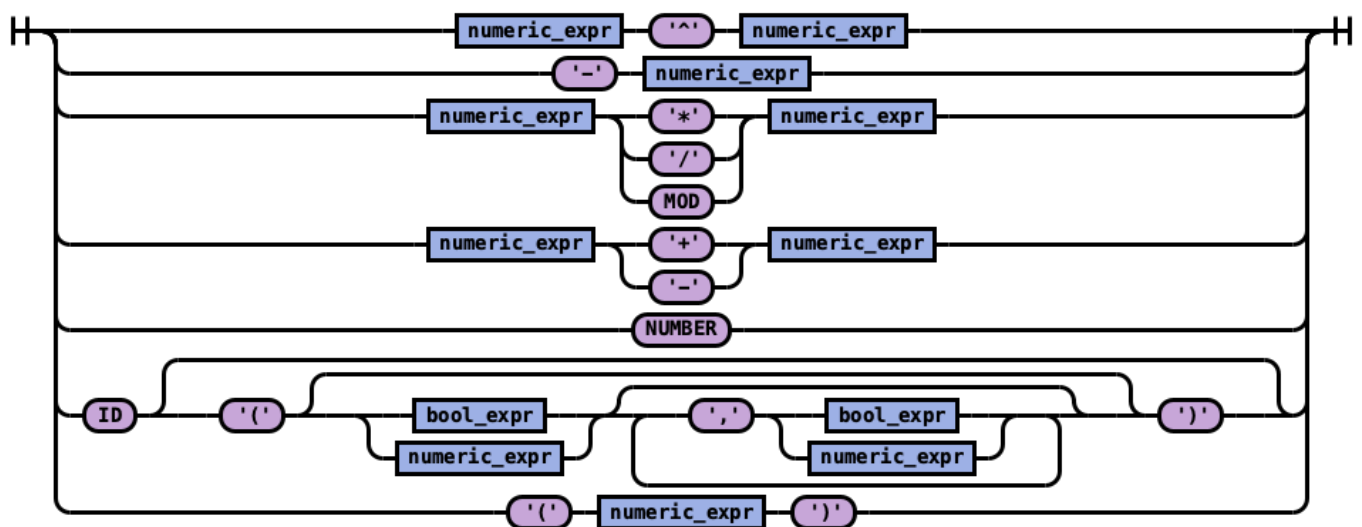 numeric_expr '^' numeric_expr
'-' numeric_expr
numeric_expr '*' numeric_expr
'/'
MOD
numeric_expr '+' numeric_expr
'-'
NUMBER
ID '(' bool_expr ',' bool_expr ')'
numeric_expr numeric_expr
'(' numeric_expr ')'